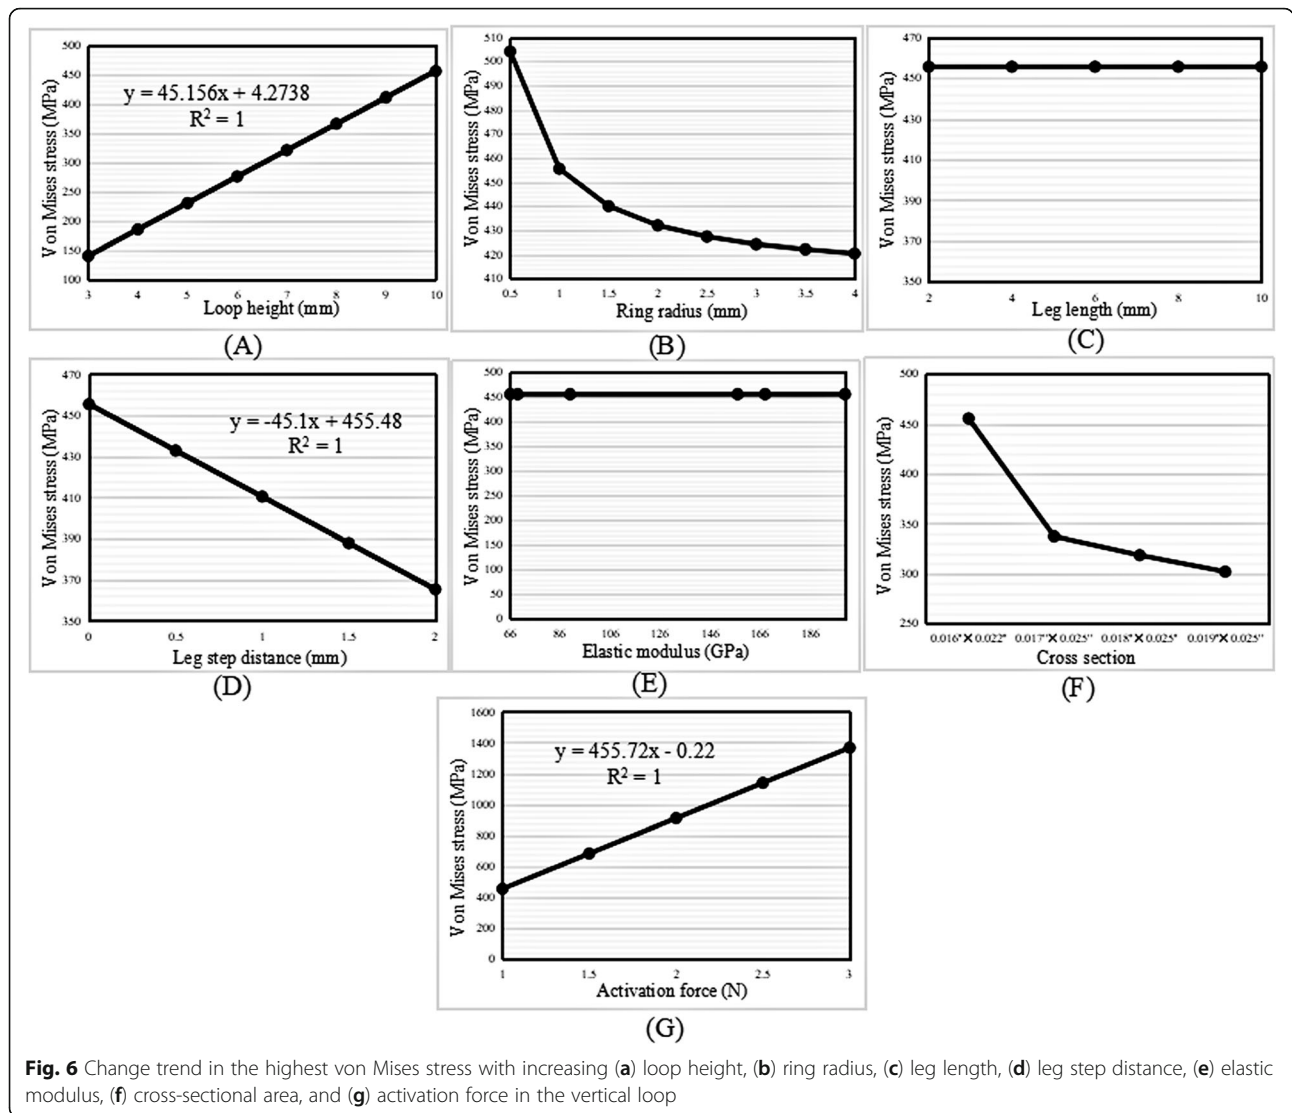 500
450
400
350
300
250
200
150
100
Von Mises stress (MPa)
y = 45.156x + 4.2738
R² = 1
3 4 5 6 7 8 9 10
Loop height (mm)
(A)
510
500
490
480
470
460
450
440
430
420
410
Von Mises stress (MPa)
0.5 1 1.5 2 2.5 3 3.5 4
Ring radius (mm)
(B)
470
450
430
410
390
370
350
Von Mises stress (MPa)
2 4 6 8 10
Leg length (mm)
(C)
470
450
430
410
390
370
350
Von Mises stress (MPa)
y = -45.1x + 455.48
R² = 1
0 0.5 1 1.5 2
Leg step distance (mm)
(D)
500
450
400
350
300
250
200
150
100
50
0
Von Mises stress (MPa)
66 86 106 126 146 166 186
Elastic modulus (GPa)
(E)
500
450
400
350
300
250
Von Mises stress (MPa)
0.016"×0.022" 0.017"×0.025" 0.018"×0.025" 0.019"×0.025"
Cross section
(F)
1600
1400
1200
1000
800
600
400
200
0
Von Mises stress (MPa)
y = 455.72x - 0.22
R² = 1
1 1.5 2 2.5 3
Activation force (N)
(G)
Fig. 6 Change trend in the highest von Mises stress with increasing (a) loop height, (b) ring radius, (c) leg length, (d) leg step distance, (e) elastic
modulus, (f) cross-sectional area, and (g) activation force in the vertical loop